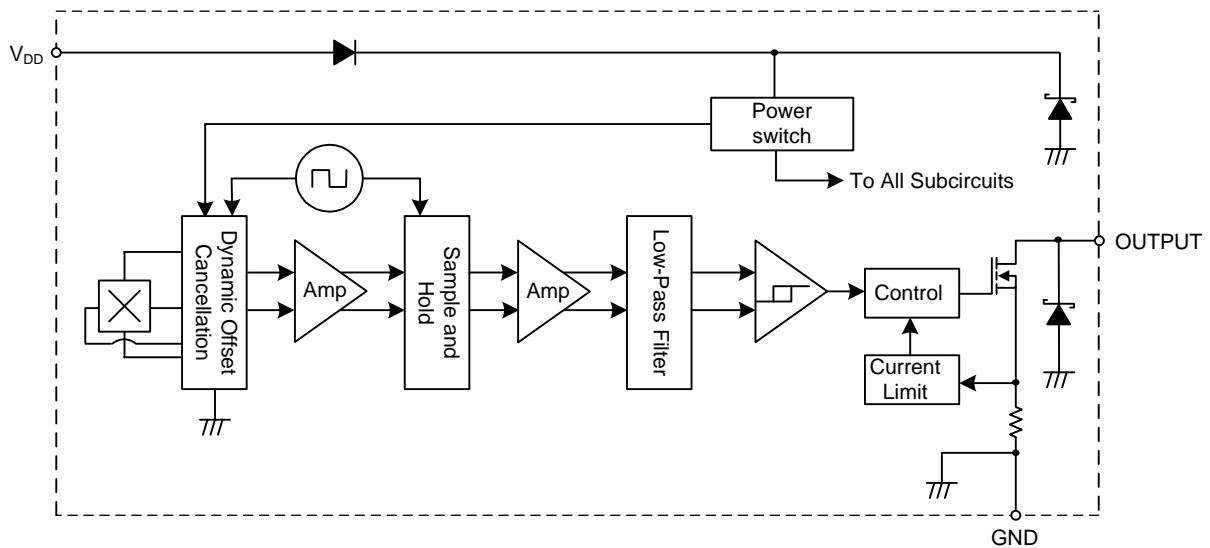 V_DD
Power
switch
To All Subcircuits
Dynamic Offset
Cancellation
Amp
Sample and
Hold
Amp
Low-Pass Filter
Control
Current
Limit
OUTPUT
GND